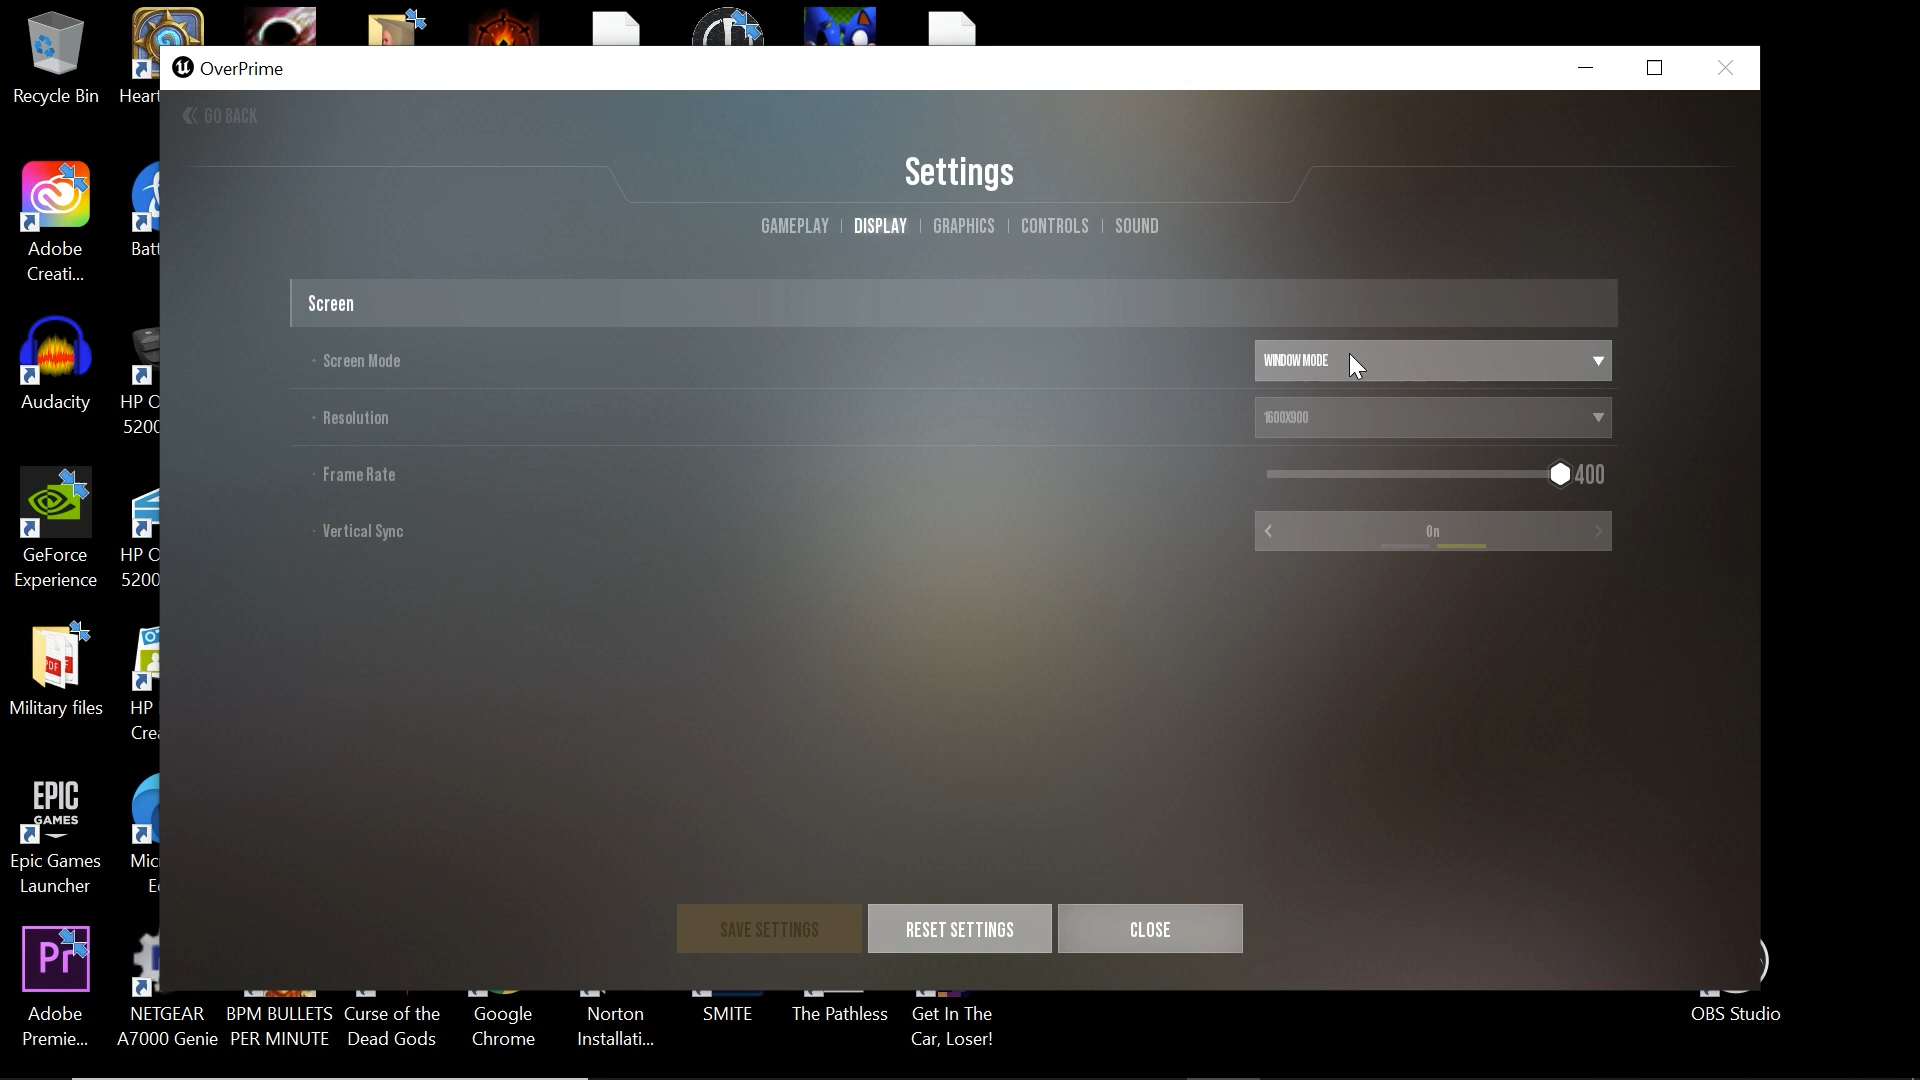 OverPrime
GO BACK
Settings
GAMEPLAY
DISPLAY
GRAPHICS
CONTROLS
SOUND
Screen
Screen Mode
WINDOW MODE
Resolution
1600X900
Frame Rate
400
Vertical Sync
On
SAVE SETTINGS
RESET SETTINGS
CLOSE
Recycle Bin
Heart
Adobe
Creati...
Batt
Audacity
HP O
5200
GeForce
Experience
HP O
5200
Military files
HP
Crea
EPIC
GAMES
Epic Games
Launcher
Mic
E
Pr
Adobe
Premie...
NETGEAR
A7000 Genie
BPM BULLETS
PER MINUTE
Curse of the
Dead Gods
Google
Chrome
Norton
Installati...
SMITE
The Pathless
Get In The
Car, Loser!
OBS Studio
PDF